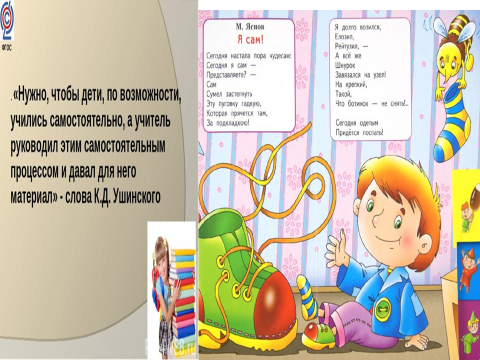 ФГОС
.«Нужно, чтобы дети, по возможности,
учились самостоятельно, а учитель
руководил этим самостоятельным
процессом и давал для него
материал» - слова К.Д. Ушинского
М. Яснов
Я сам!
Сегодня настала пора чудесам:
Сегодня я сам —
Представляете? —
Сам
Сумел застегнуть
Эту пуговку гадкую,
Которая прячется там,
За подкладкою!
Я долго возился,
Елозил,
Рейтузил, —
А всё же
Шнурок
Завязался на узел!
На крепкий,
Такой,
Что ботинок — не снять!..
Сегодня одетым
Придётся поспать!